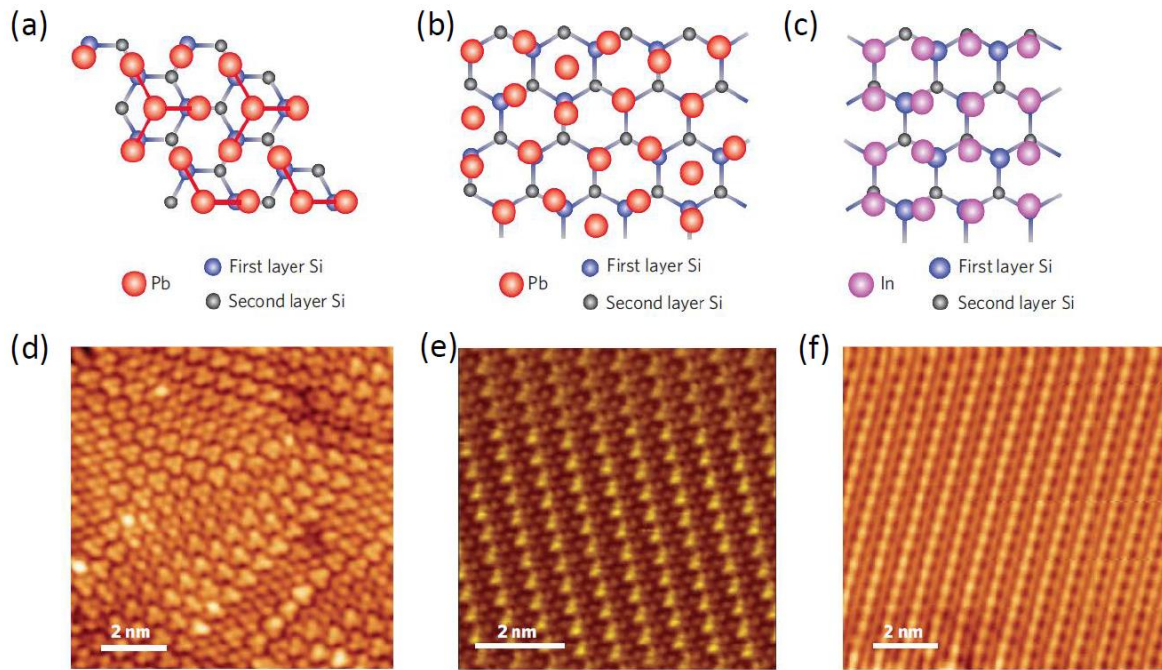 (a)
(b)
(c)
Pb
First layer Si
Second layer Si
Pb
First layer Si
Second layer Si
In
First layer Si
Second layer Si
(d)
(e)
(f)
2 nm
2 nm
2 nm